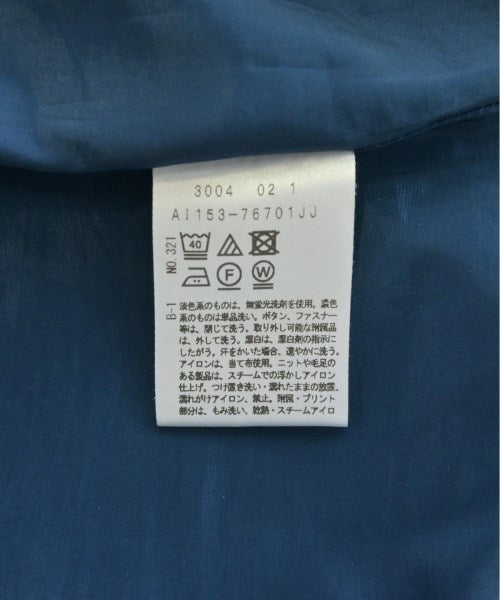 3004 02 1
AI153-76701JJ
NO.321
40
F
W
B-1
淡色系のものは、無蛍光洗剤を使用。濃色
系のものは単品洗い。ボタン、ファスナー
等は、閉じて洗う。取り外し可能な附属品
は、外して洗う。漂白は、漂白剤の指示に
したがう。汗をかいた場合、速やかに洗う。
アイロンは、当て布使用。ニットや毛足の
ある製品は、スチームでの浮かしアイロン
仕上げ。つけ置き洗い・濡れたままの放置、
濡れがけアイロン、禁止。附属・プリント
部分は、もみ洗い、乾熱・スチームアイロ